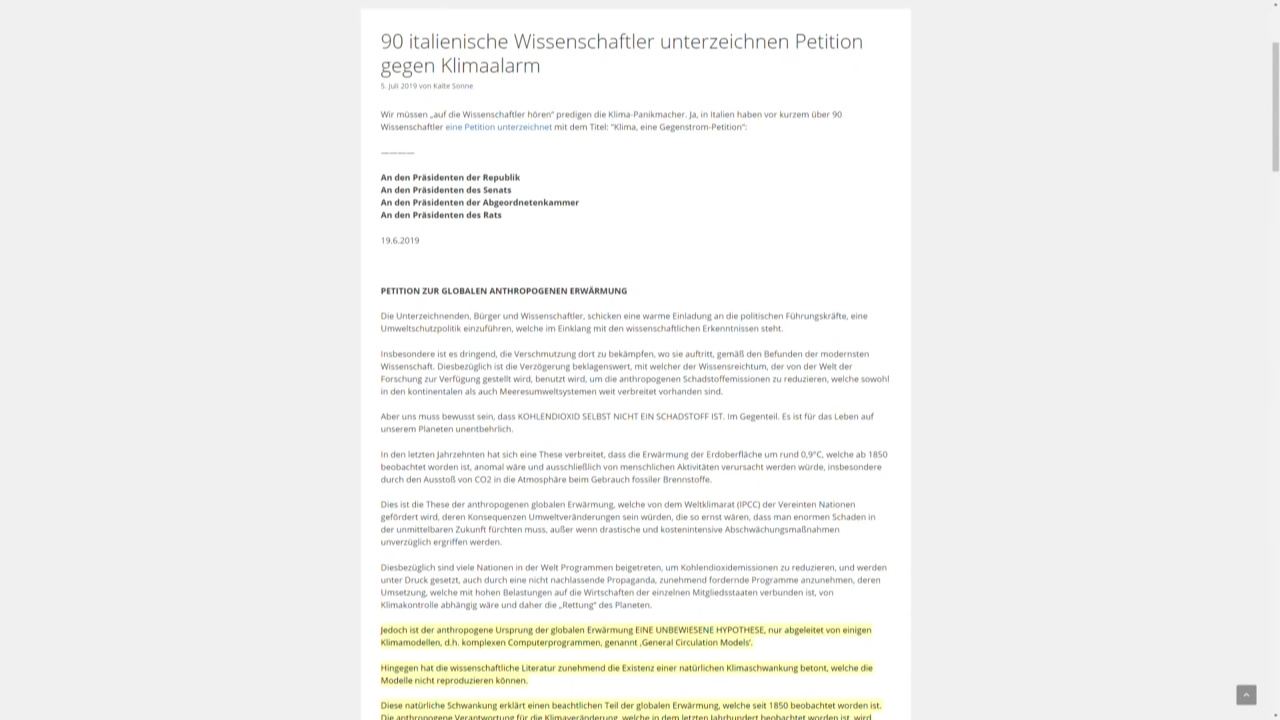 90 italienische Wissenschaftler unterzeichnen Petition
gegen Klimaalarm
5. Juli 2019 von Kalte Sonne
Wir müssen „auf die Wissenschaftler hören“ predigen die Klima-Panikmacher. Ja, in Italien haben vor kurzem über 90
Wissenschaftler eine Petition unterzeichnet mit dem Titel: "Klima, eine Gegenstrom-Petition":
————–
An den Präsidenten der Republik
An den Präsidenten des Senats
An den Präsidenten der Abgeordnetenkammer
An den Präsidenten des Rats
19.6.2019
PETITION ZUR GLOBALEN ANTHROPOGENEN ERWÄRMUNG
Die Unterzeichnenden, Bürger und Wissenschaftler, schicken eine warme Einladung an die politischen Führungskräfte, eine
Umweltschutzpolitik einzuführen, welche im Einklang mit den wissenschaftlichen Erkenntnissen steht.
Insbesondere ist es dringend, die Verschmutzung dort zu bekämpfen, wo sie auftritt, gemäß den Befunden der modernsten
Wissenschaft. Diesbezüglich ist die Verzögerung beklagenswert, mit welcher der Wissensreichtum, der von der Welt der
Forschung zur Verfügung gestellt wird, benutzt wird, um die anthropogenen Schadstoffemissionen zu reduzieren, welche sowohl
in den kontinentalen als auch Meeresumweltsystemen weit verbreitet vorhanden sind.
Aber uns muss bewusst sein, dass KOHLENDIOXID SELBST NICHT EIN SCHADSTOFF IST. Im Gegenteil. Es ist für das Leben auf
unserem Planeten unentbehrlich.
In den letzten Jahrzehnten hat sich eine These verbreitet, dass die Erwärmung der Erdoberfläche um rund 0,9°C, welche ab 1850
beobachtet worden ist, anomal wäre und ausschließlich von menschlichen Aktivitäten verursacht werden würde, insbesondere
durch den Ausstoß von CO2 in die Atmosphäre beim Gebrauch fossiler Brennstoffe.
Dies ist die These der anthropogenen globalen Erwärmung, welche von dem Weltklimarat (IPCC) der Vereinten Nationen
gefördert wird, deren Konsequenzen Umweltveränderungen sein würden, die so ernst wären, dass man enormen Schaden in
der unmittelbaren Zukunft fürchten muss, außer wenn drastische und kostenintensive Abschwächungsmaßnahmen
unverzüglich ergriffen werden.
Diesbezüglich sind viele Nationen in der Welt Programmen beigetreten, um Kohlendioxidemissionen zu reduzieren, und werden
unter Druck gesetzt, auch durch eine nicht nachlassende Propaganda, zunehmend fordernde Programme anzunehmen, deren
Umsetzung, welche mit hohen Belastungen auf die Wirtschaften der einzelnen Mitgliedsstaaten verbunden ist, von
Klimakontrolle abhängig wäre und daher die „Rettung“ des Planeten.
Jedoch ist der anthropogene Ursprung der globalen Erwärmung EINE UNBEWIESENE HYPOTHESE, nur abgeleitet von einigen
Klimamodellen, d.h. komplexen Computerprogrammen, genannt ‚General Circulation Models‘.
Hingegen hat die wissenschaftliche Literatur zunehmend die Existenz einer natürlichen Klimaschwankung betont, welche die
Modelle nicht reproduzieren können.
Diese natürliche Schwankung erklärt einen beachtlichen Teil der globalen Erwärmung, welche seit 1850 beobachtet worden ist.
Die anthropogene Verantwortung für die Klimaveränderung, welche in dem letzten Jahrhundert beobachtet worden ist, wird